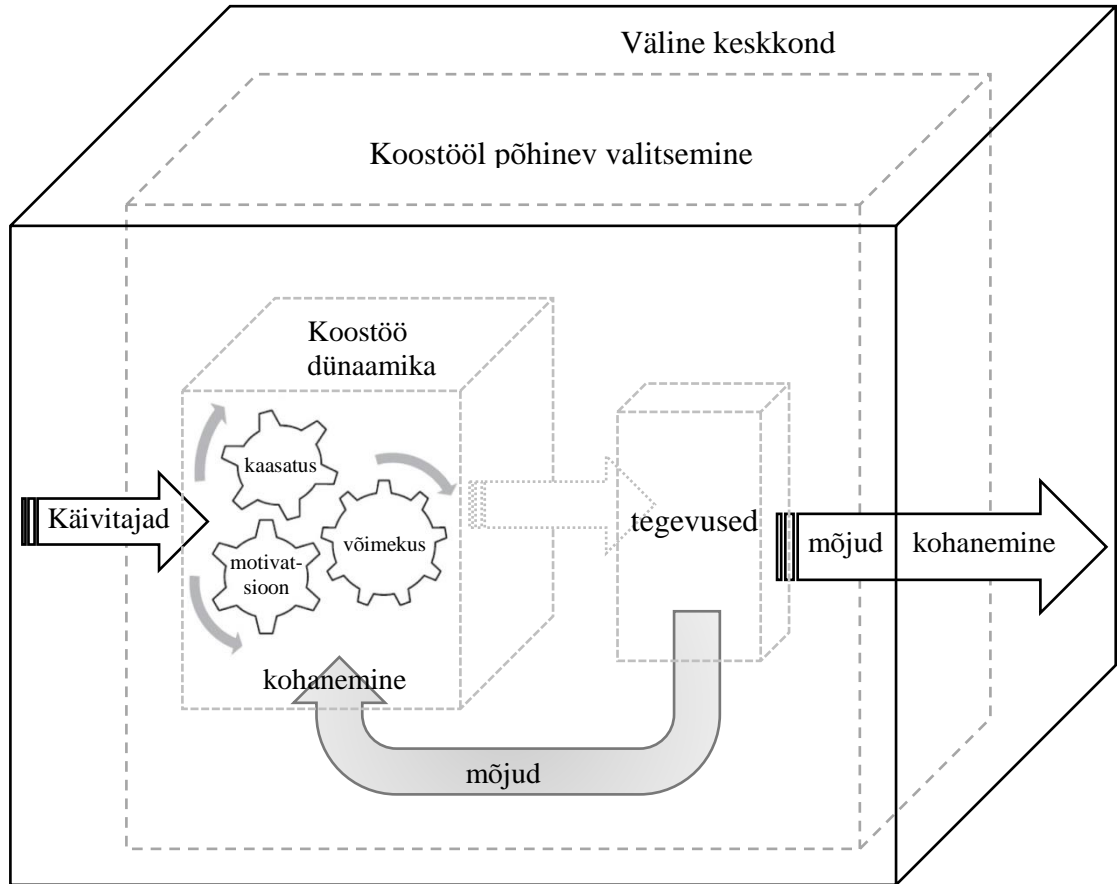 Väline keskkond
Koostööl põhinev valitsemine
Koostöö
dünaamika
kaasatus
Käivitajad
võimekus
motivat-
sioon
tegevused
mõjud
kohanemine
kohanemine
mõjud